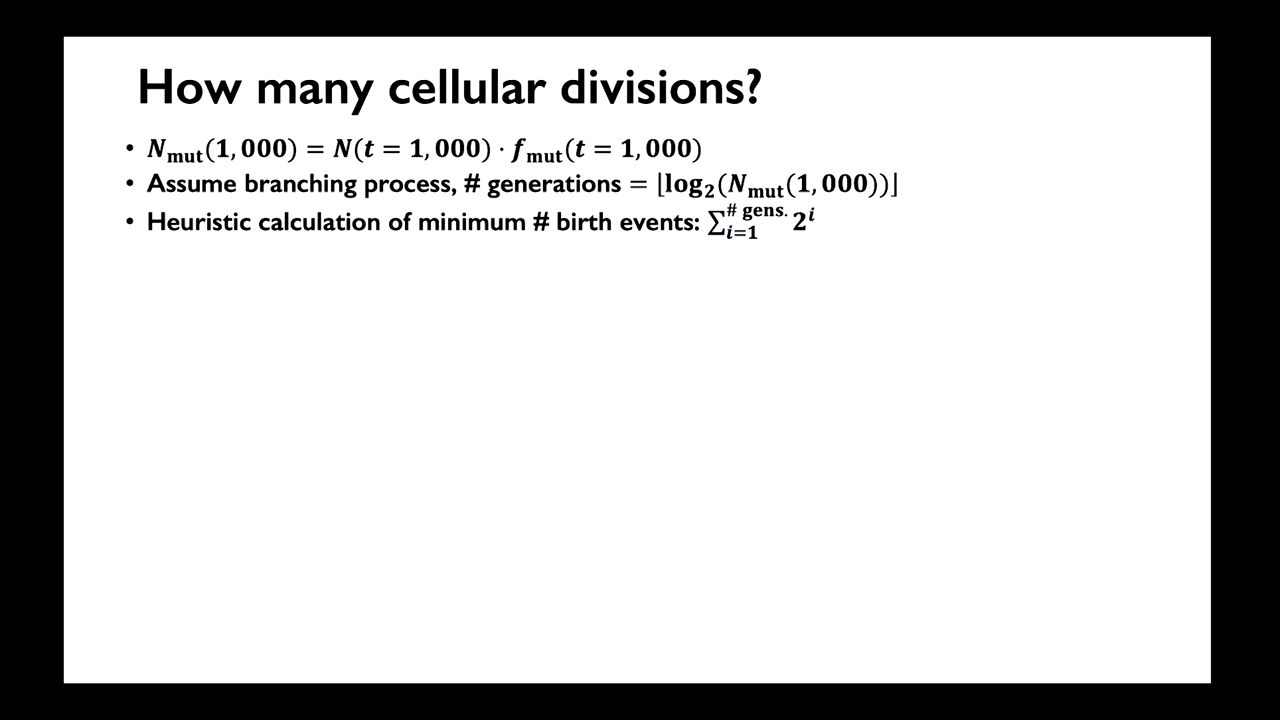 How many cellular divisions?
• N_mut(1,000) = N(t = 1,000) · f_mut(t = 1,000)
• Assume branching process, # generations = ⌊log₂(N_mut(1,000))⌋
• Heuristic calculation of minimum # birth events: ∑_{i=1}^{# gens.} 2^i